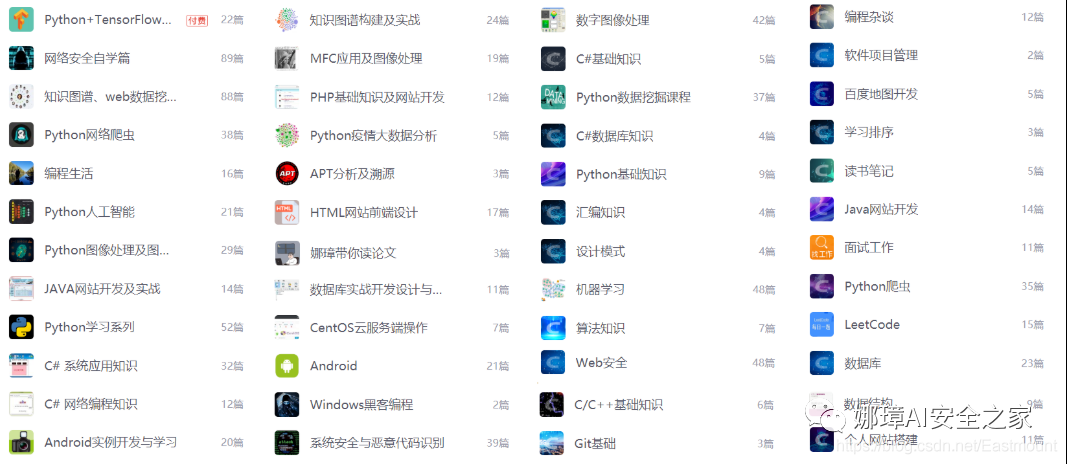 Python+TensorFlow... 付费 22篇
网络安全自学篇 89篇
知识图谱、web数据挖... 88篇
Python网络爬虫 38篇
编程生活 16篇
Python人工智能 21篇
Python图像处理及图... 29篇
JAVA网站开发及实战 14篇
Python学习系列 52篇
C# 系统应用知识 32篇
C# 网络编程知识 12篇
Android实例开发与学习 20篇
知识图谱构建及实战 24篇
MFC应用及图像处理 19篇
PHP基础知识及网站开发 12篇
Python疫情大数据分析 5篇
APT
APT分析及溯源 3篇
HTML
HTML网站前端设计 17篇
娜璋带你读论文 3篇
数据库实战开发设计与... 11篇
CentOS云服务端操作 7篇
Android 21篇
Windows黑客编程 2篇
系统安全与恶意代码识别 39篇
数字图像处理 42篇
C#基础知识 5篇
DATA MINING
Python数据挖掘课程 37篇
C#数据库知识 4篇
Python基础知识 9篇
汇编知识 4篇
设计模式 4篇
机器学习 48篇
算法知识 7篇
Web安全 48篇
C/C++基础知识 6篇
Git基础 3篇
编程杂谈 12篇
软件项目管理 2篇
百度地图开发 5篇
学习排序 3篇
读书笔记 5篇
Java网站开发 14篇
找工作
面试工作 11篇
Python爬虫 35篇
LeetCode 15篇
数据库 23篇
数据结构 9篇
娜璋AI安全之家
个人网站搭建 11篇
https://blog.csdn.net/Eastmount